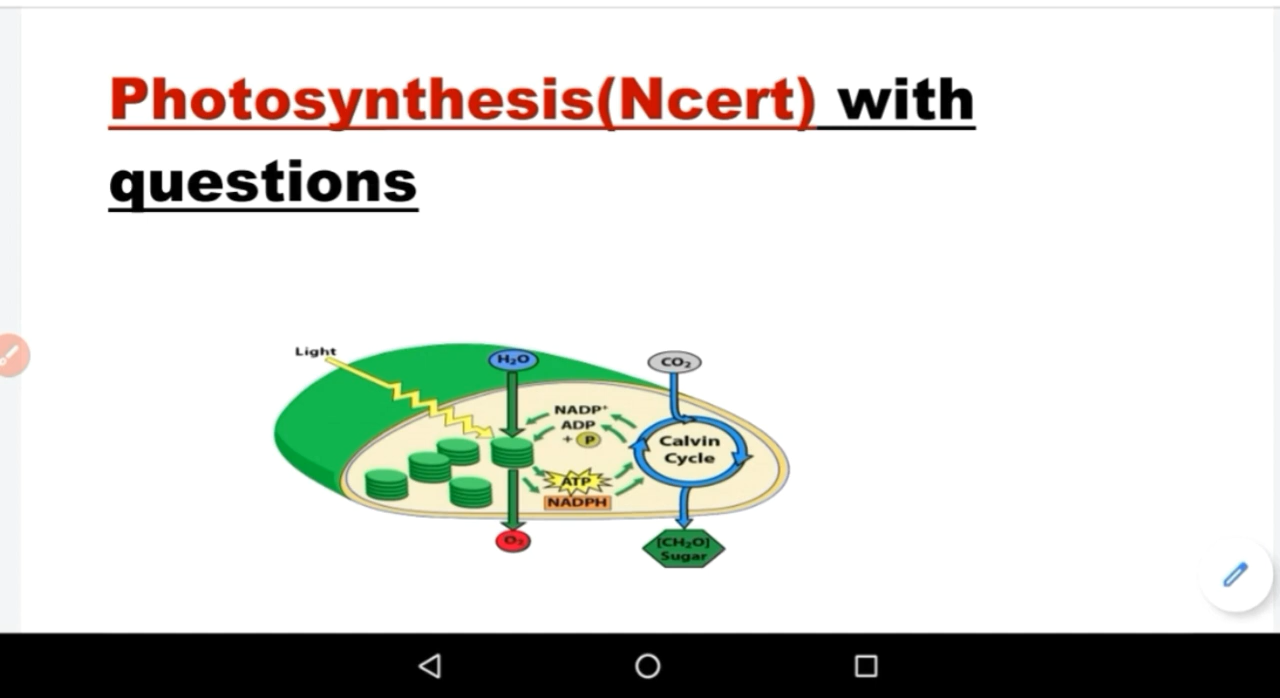 Photosynthesis(Ncert) with
questions
Light
H₂O
CO₂
NADP⁺
ADP
+ P
Calvin
Cycle
ATP
NADPH
O₂
[CH₂O]
Sugar